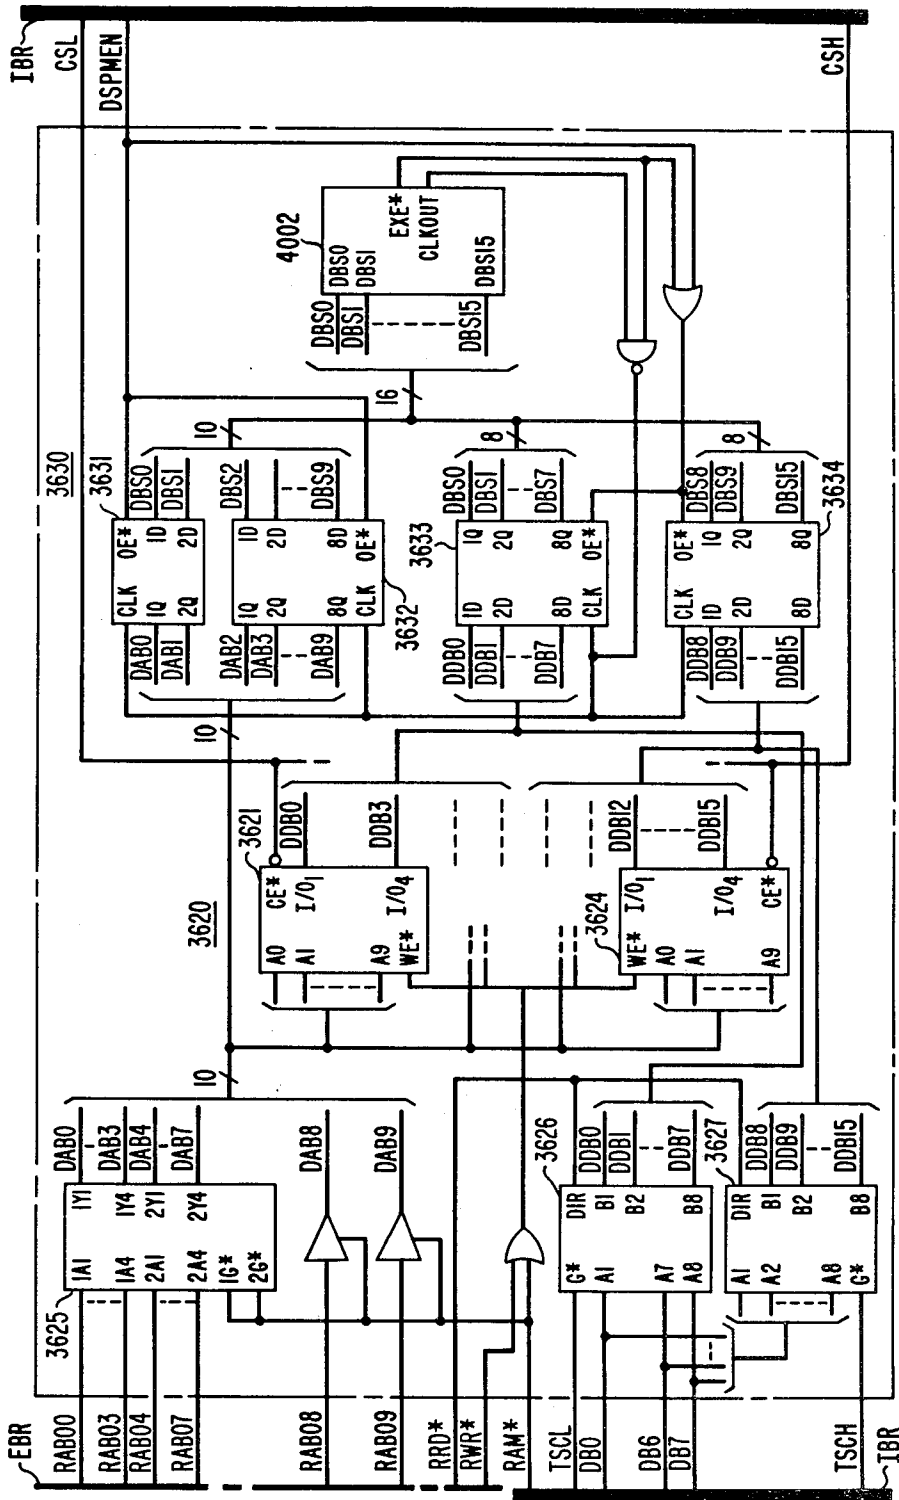 EBR
RAB00
RAB03
RAB04
RAB07
RAB08
RAB09
RRD*
RWR*
RAM*
TSCL
DB0
DB6
DB7
TSCH
IBR
3625
1A1
1A4
2A1
2A4
1G*
2G*
1Y1
1Y4
2Y1
2Y4
DAB0
DAB3
DAB4
DAB7
DAB8
DAB9
10
3626
G*
A1
A7
A8
DIR
B1
B2
B8
DDB0
DDB1
DDB7
3627
A1
A2
A8
G*
DIR
B1
B2
B8
DDB8
DDB9
DDB15
3620
3621
A0
A1
A9
WE*
CE*
I/O1
I/O4
DDB0
DDB3
3624
WE*
A0
A1
A9
I/O1
I/O4
CE*
DDB12
DDB15
10
3630
3631
DAB0
DAB1
CLK
1Q
2Q
OE*
1D
2D
DBS0
DBS1
3632
DAB2
DAB3
DAB9
1Q
2Q
8Q
CLK
1D
2D
8D
OE*
DBS2
DBS9
10
3633
DDB0
DDB1
DDB7
1D
2D
8D
CLK
1Q
2Q
8Q
OE*
DBS0
DBS1
DBS7
8
3634
DDB8
DDB9
DDB15
CLK
1D
2D
8D
OE*
1Q
2Q
8Q
DBS8
DBS9
DBS15
8
16
DBS0
DBS1
DBS15
4002
DBS0
DBS1
DBS15
EXE*
CLKOUT
IBR
CSL
DSPMEN
CSH